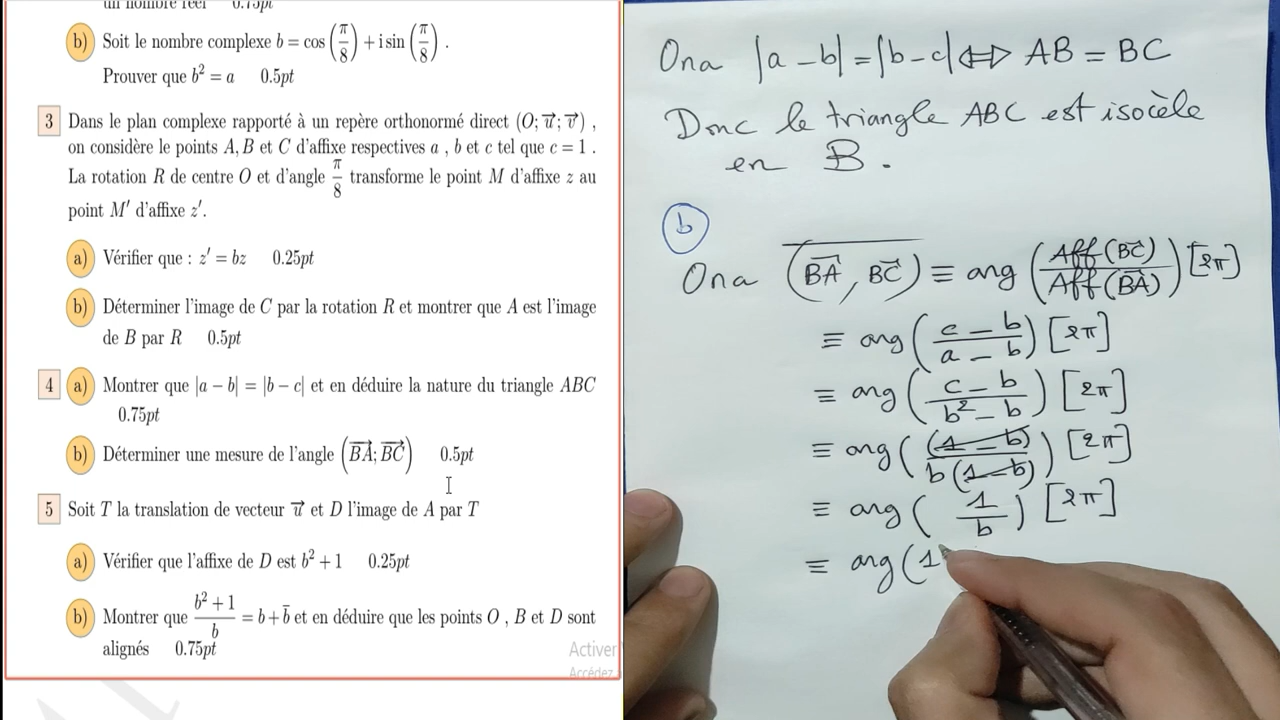 un nombre réel 0.75pt
b) Soit le nombre complexe b = cos(π/8) + i sin(π/8) .
Prouver que b² = a 0.5pt
3 Dans le plan complexe rapporté à un repère orthonormé direct (O; u⃗; v⃗) ,
on considère le points A, B et C d'affixe respectives a , b et c tel que c = 1 .
La rotation R de centre O et d'angle π/8 transforme le point M d'affixe z au
point M′ d'affixe z′.
a) Vérifier que : z′ = bz 0.25pt
b) Déterminer l'image de C par la rotation R et montrer que A est l'image
de B par R 0.5pt
4 a) Montrer que |a − b| = |b − c| et en déduire la nature du triangle ABC
0.75pt
b) Déterminer une mesure de l'angle (BA⃗; BC⃗) 0.5pt
5 Soit T la translation de vecteur u⃗ et D l'image de A par T
a) Vérifier que l'affixe de D est b² + 1 0.25pt
b) Montrer que (b² + 1)/b = b + b̄ et en déduire que les points O , B et D sont
alignés 0.75pt
Activer
Accédez
Ona |a − b| = |b − c| ⟺ AB = BC
Donc le triangle ABC est isocèle
en B .
b
Ona (BA⃗ , BC⃗) ≡ arg (Aff(BC⃗)/Aff(BA⃗)) [2π]
≡ arg ((c − b)/(a − b)) [2π]
≡ arg ((c − b)/(b² − b)) [2π]
≡ arg ((1 − b)/(b(1 − b))) [2π]
≡ arg (1/b) [2π]
≡ arg (1